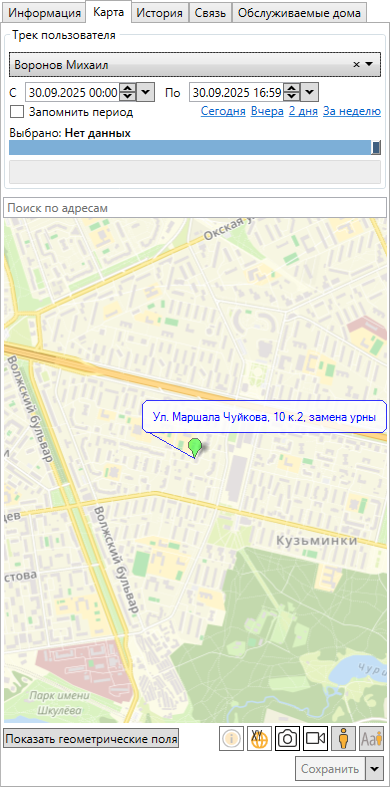 Информация Карта История Связь Обслуживаемые дома
Трек пользователя
Воронов Михаил
С 30.09.2025 00:00 По 30.09.2025 16:59
Запомнить период Сегодня Вчера 2 дня За неделю
Выбрано: Нет данных
Поиск по адресам
Окская у
Волжский бульвар
Ул. Маршала Чуйкова, 10 к.2, замена урны
цев
Волжский бульвар
Кузьминки
стова
Парк имени
Шкулёва
Показать геометрические поля
XY
Aa
Сохранить